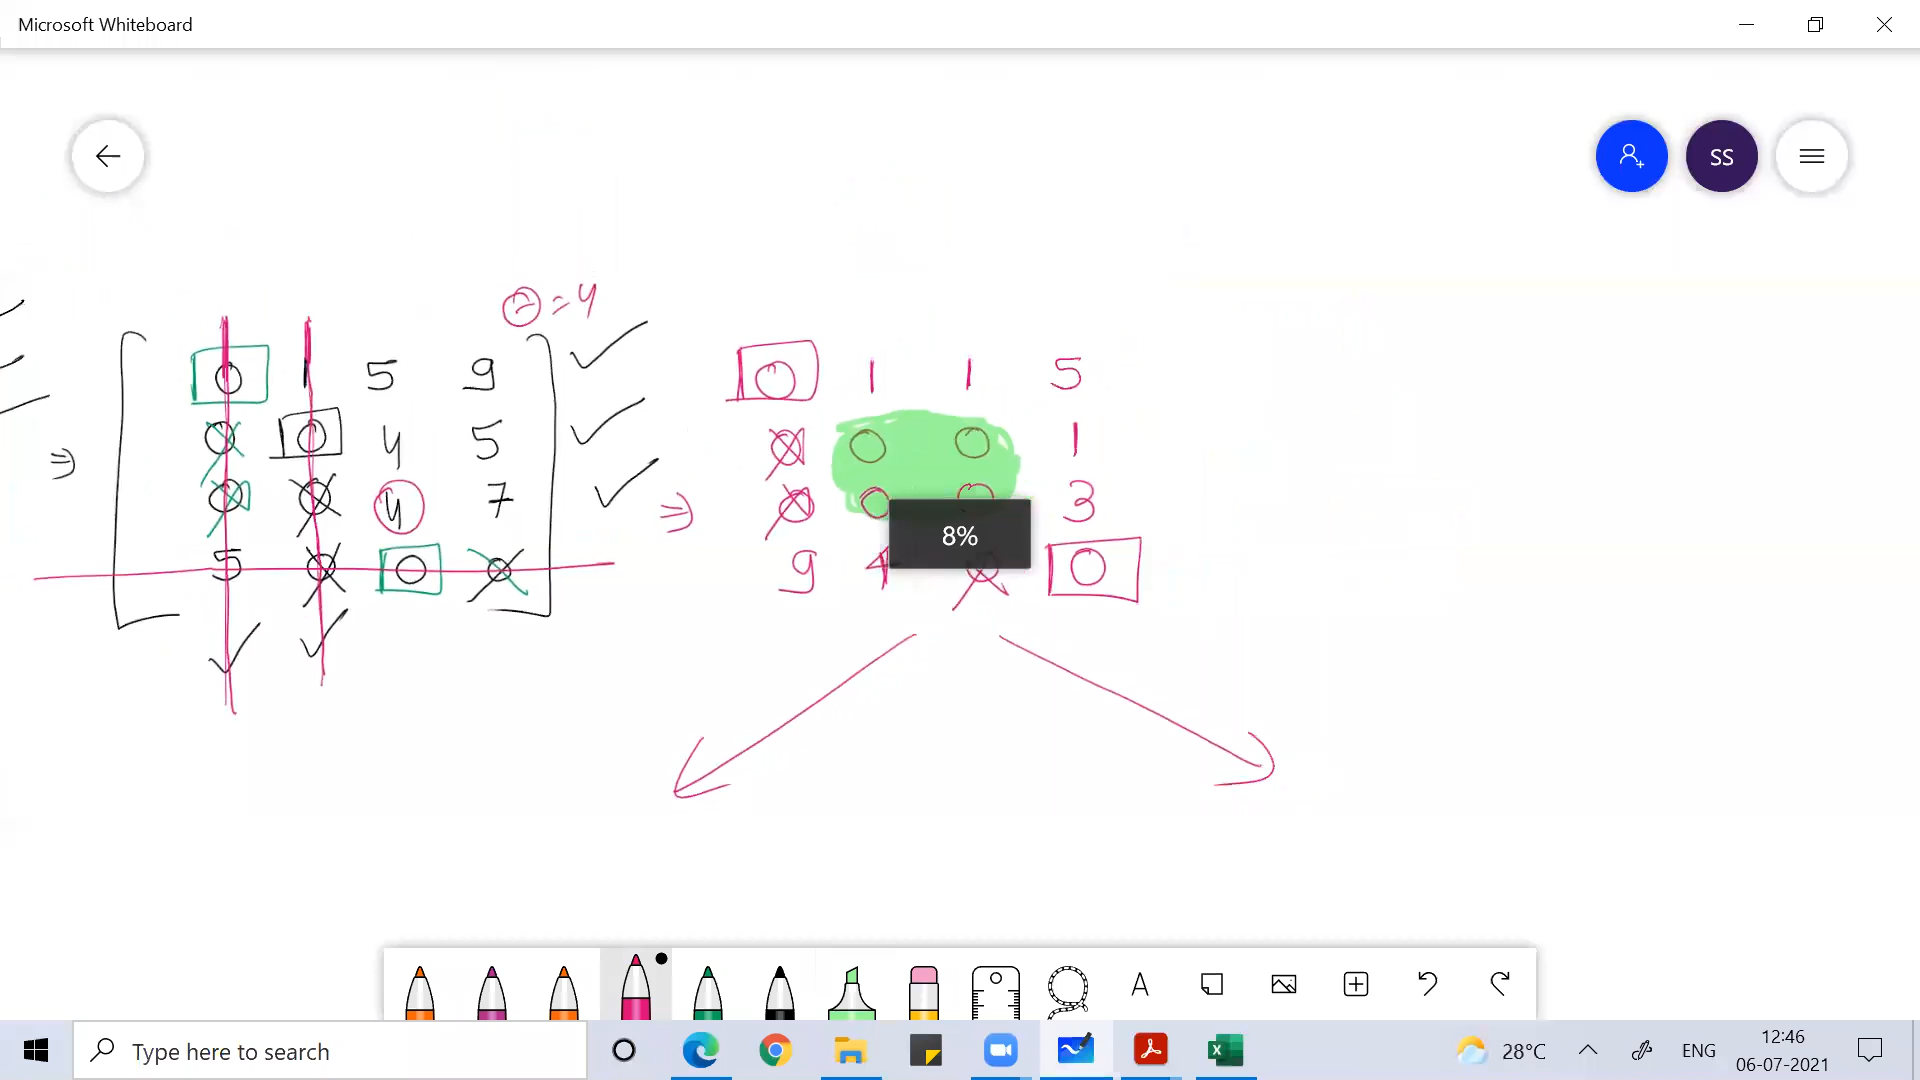 Microsoft Whiteboard
SS
θ = 4
0 1 5 9
0 0 4 5
0 0 4 7
5 0 0 0
⇒
⇒
0 1 1 5
0 0 0 1
0 0 0 3
9 4 0 0
8%
A
Type here to search
28°C
ENG
12:46
06-07-2021